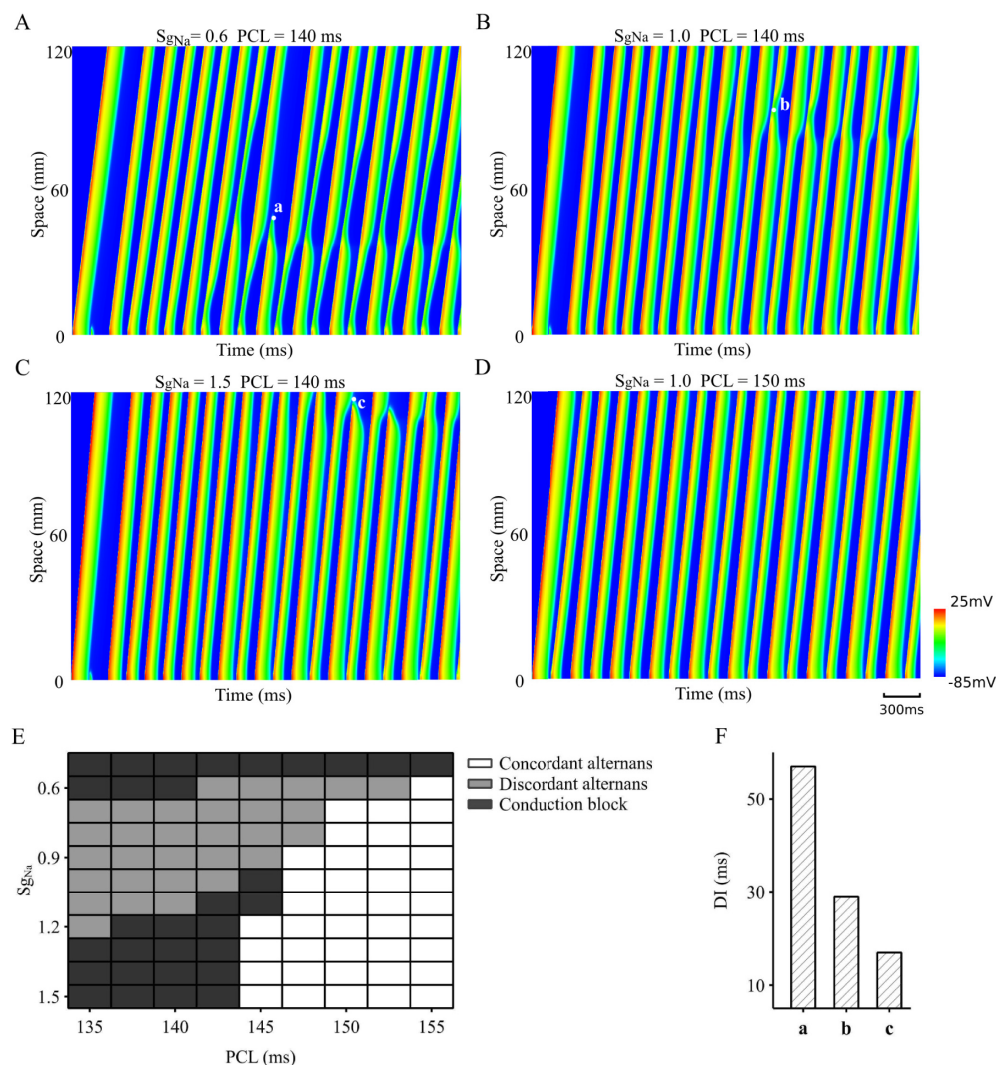 A
SgNa = 0.6 PCL = 140 ms
120
60
0
Space (mm)
a
Time (ms)
B
SgNa = 1.0 PCL = 140 ms
120
60
0
Space (mm)
b
Time (ms)
C
SgNa = 1.5 PCL = 140 ms
120
60
0
Space (mm)
c
Time (ms)
D
SgNa = 1.0 PCL = 150 ms
120
60
0
Space (mm)
Time (ms)
25mV
-85mV
300ms
E
Concordant alternans
Discordant alternans
Conduction block
0.6
0.9
1.2
1.5
SgNa
135 140 145 150 155
PCL (ms)
F
50
30
10
DI (ms)
a b c